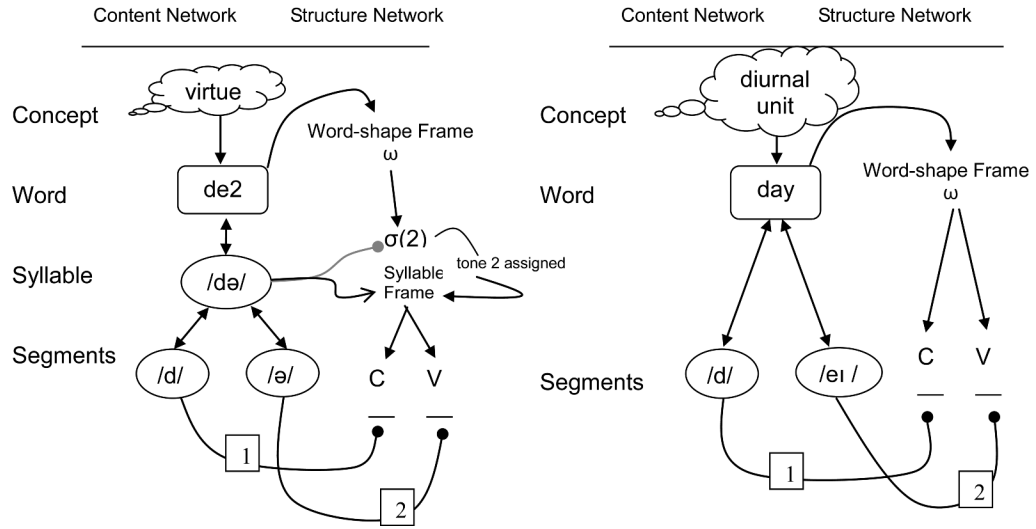 Content Network
Structure Network
Concept
virtue
Word-shape Frame
ω
Word
de2
σ(2)
tone 2 assigned
Syllable
/də/
Syllable
Frame
Segments
/d/
/ə/
C
V
1
2
Content Network
Structure Network
Concept
diurnal
unit
Word-shape Frame
ω
Word
day
Segments
/d/
/eɪ /
C
V
1
2